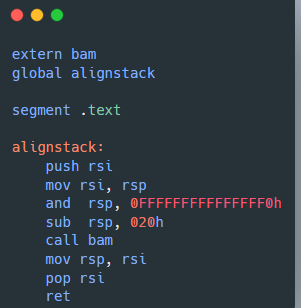 extern bam
global alignstack
segment .text
alignstack:
push rsi
mov rsi, rsp
and rsp, 0FFFFFFFFFFFFFFF0h
sub rsp, 020h
call bam
mov rsp, rsi
pop rsi
ret